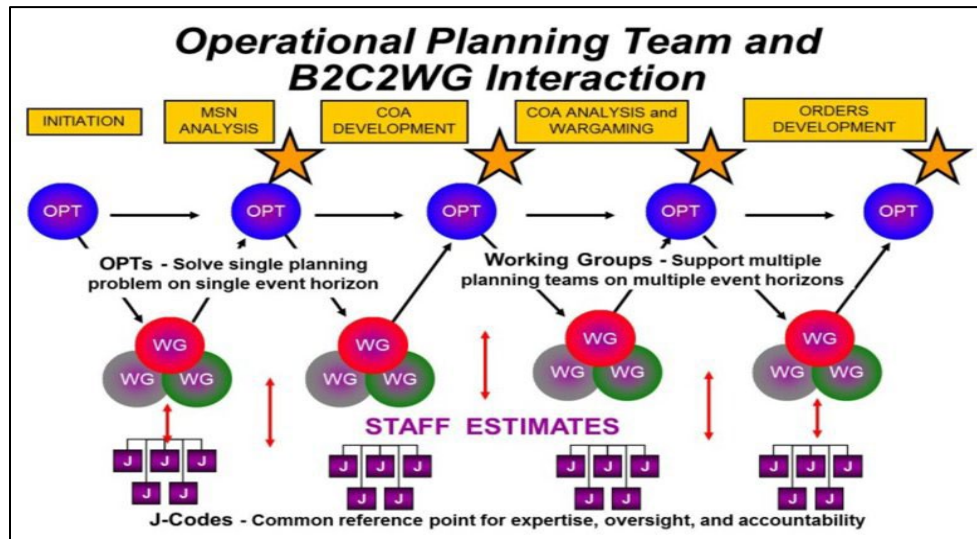 Operational Planning Team and
B2C2WG Interaction
INITIATION
MSN
ANALYSIS
COA
DEVELOPMENT
COA ANALYSIS and
WARGAMING
ORDERS
DEVELOPMENT
OPT
OPT
OPT
OPT
OPT
OPTs - Solve single planning
problem on single event horizon
Working Groups - Support multiple
planning teams on multiple event horizons
WG
WG WG
WG
WG WG
WG
WG WG
WG
WG WG
STAFF ESTIMATES
J J J
J J
J J J
J J
J J J
J J
J J J
J J
J-Codes - Common reference point for expertise, oversight, and accountability